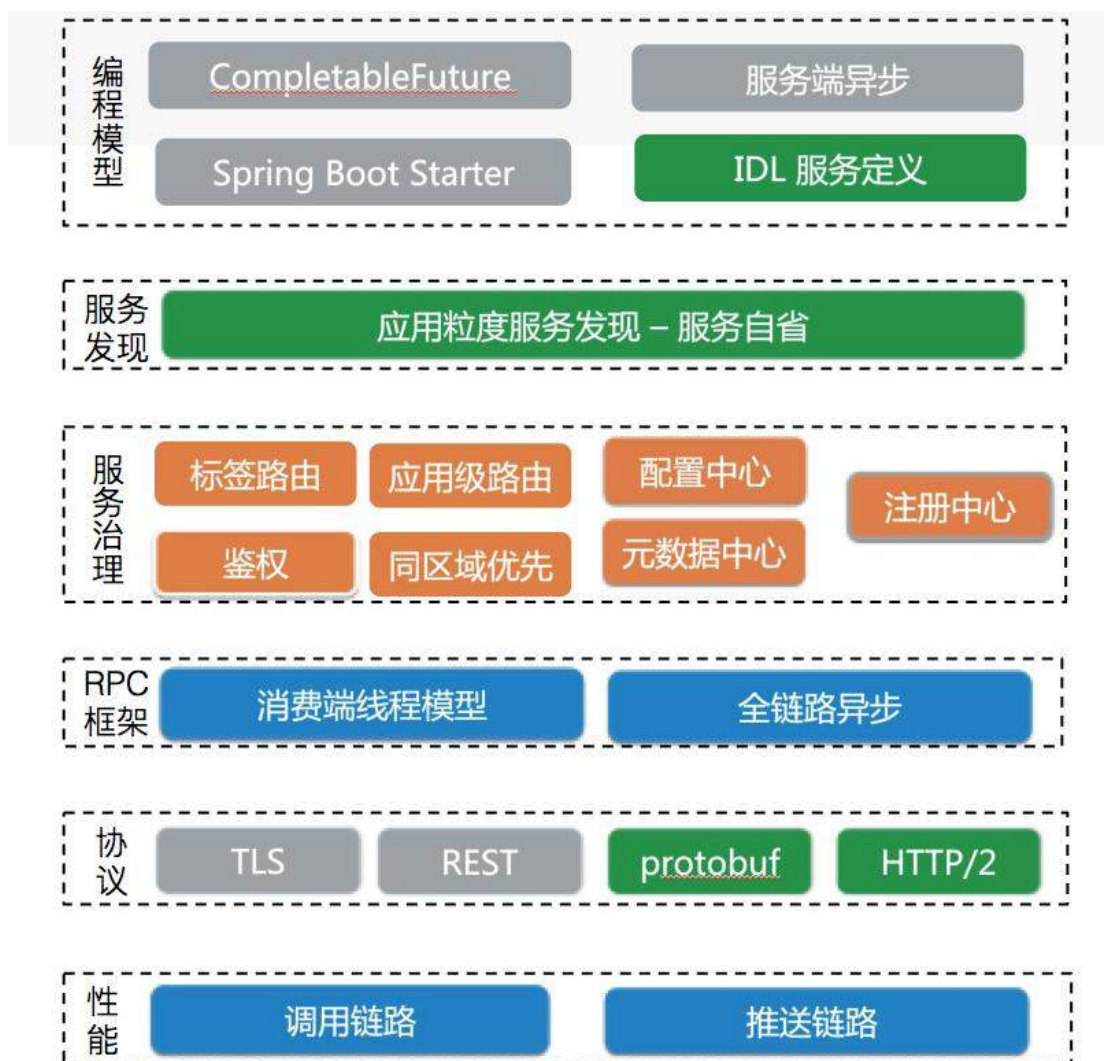 编程模型
CompletableFuture
服务端异步
Spring Boot Starter
IDL 服务定义
服务发现
应用粒度服务发现 – 服务自省
服务治理
标签路由
应用级路由
配置中心
注册中心
鉴权
同区域优先
元数据中心
RPC
框架
消费端线程模型
全链路异步
协议
TLS
REST
protobuf
HTTP/2
性能
调用链路
推送链路